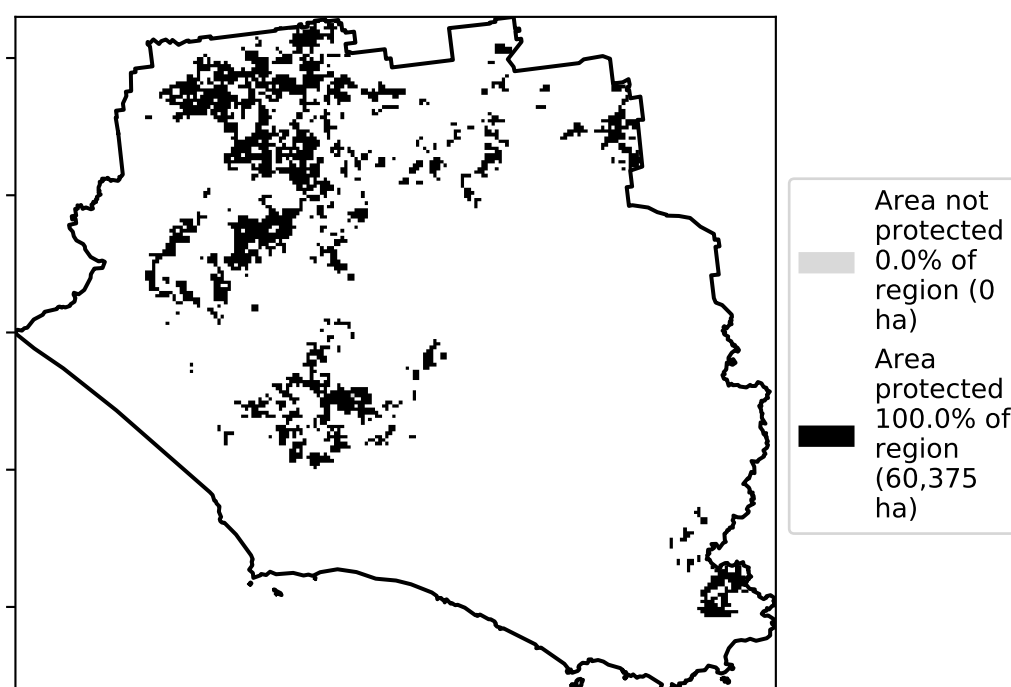 Area not
protected
0.0% of
region (0
ha)
Area
protected
100.0% of
region
(60,375
ha)